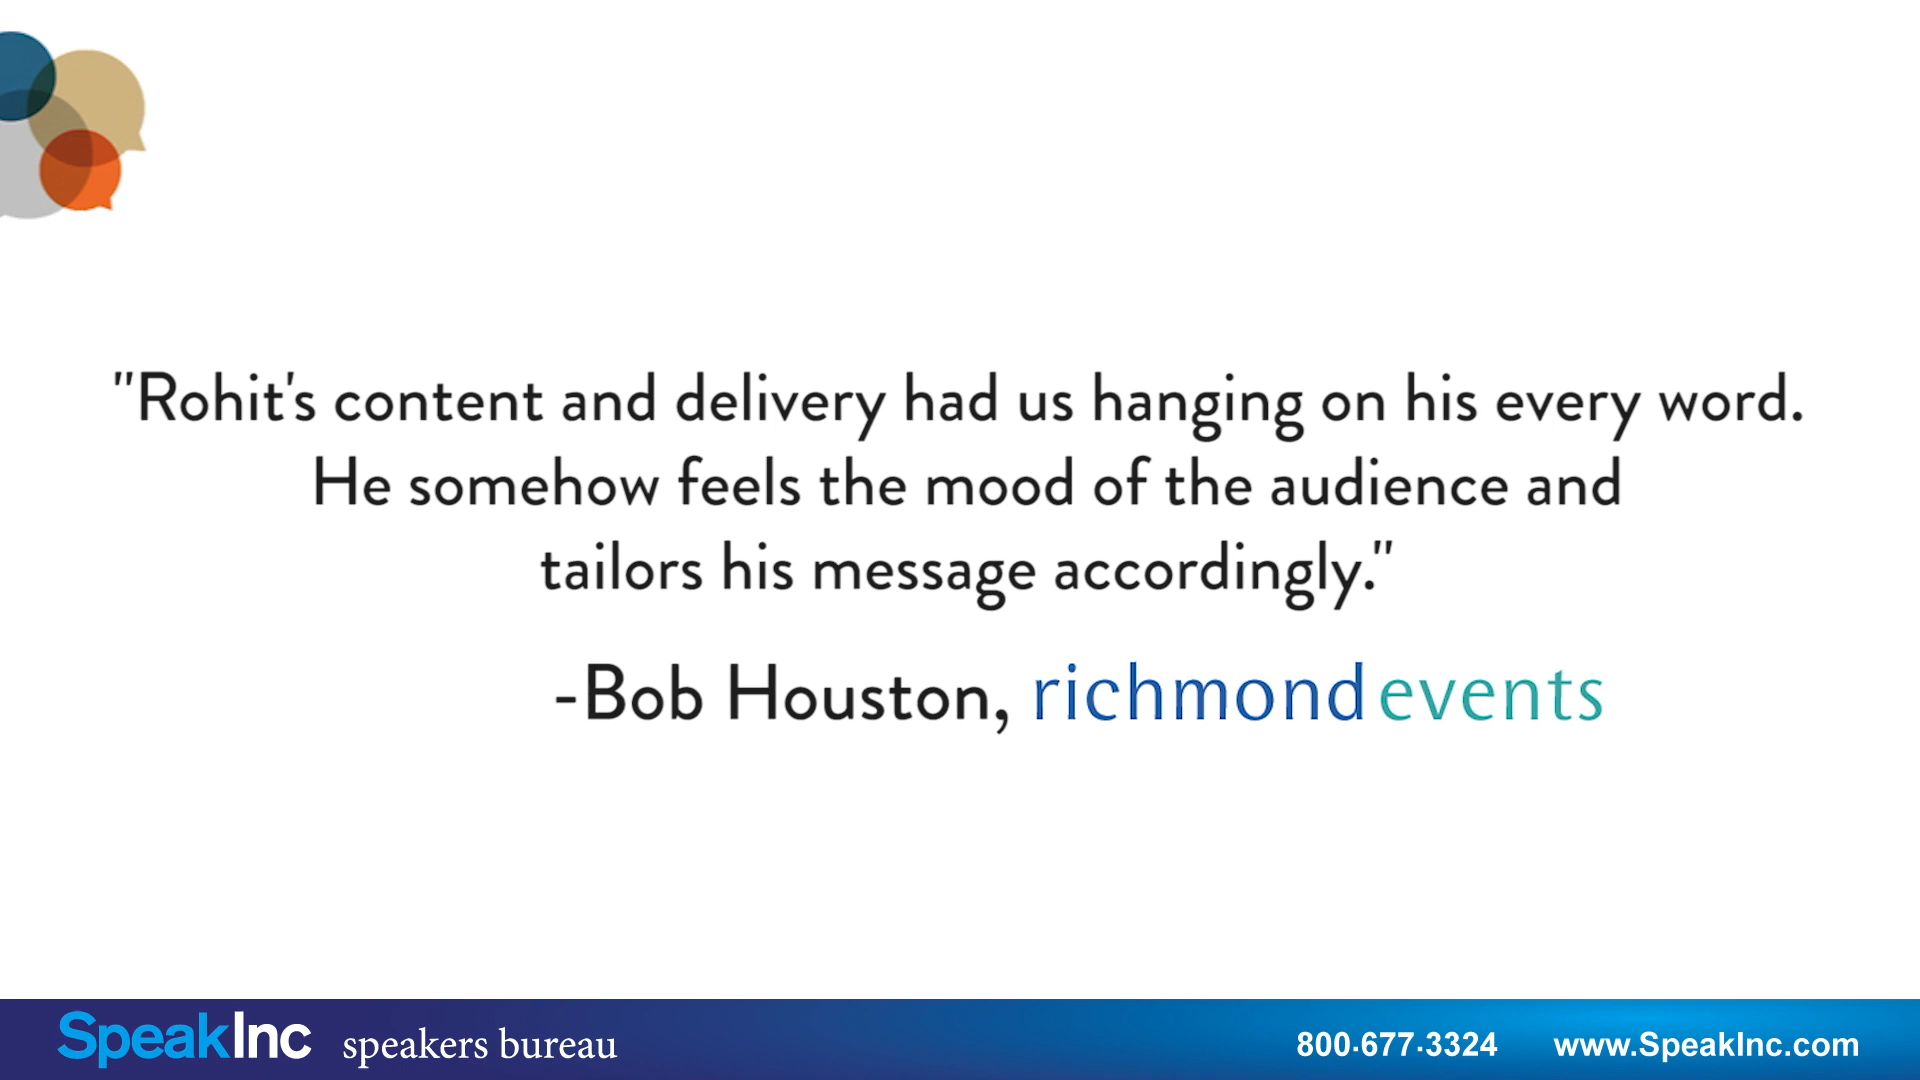 "Rohit's content and delivery had us hanging on his every word.
He somehow feels the mood of the audience and
tailors his message accordingly."
-Bob Houston, richmond events
SpeakInc speakers bureau 800·677·3324 www.SpeakInc.com